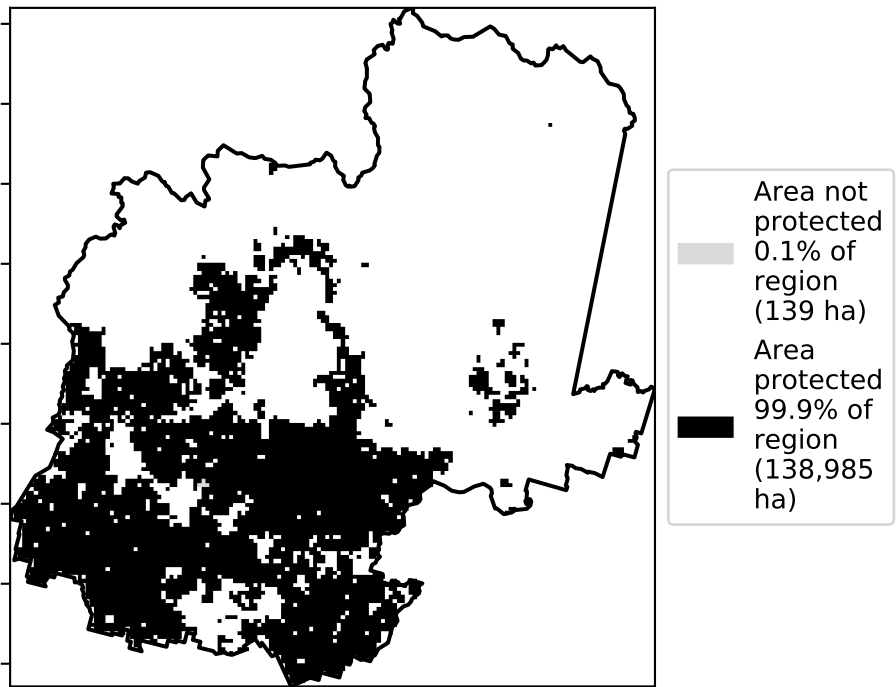 Area not
protected
0.1% of
region
(139 ha)
Area
protected
99.9% of
region
(138,985
ha)